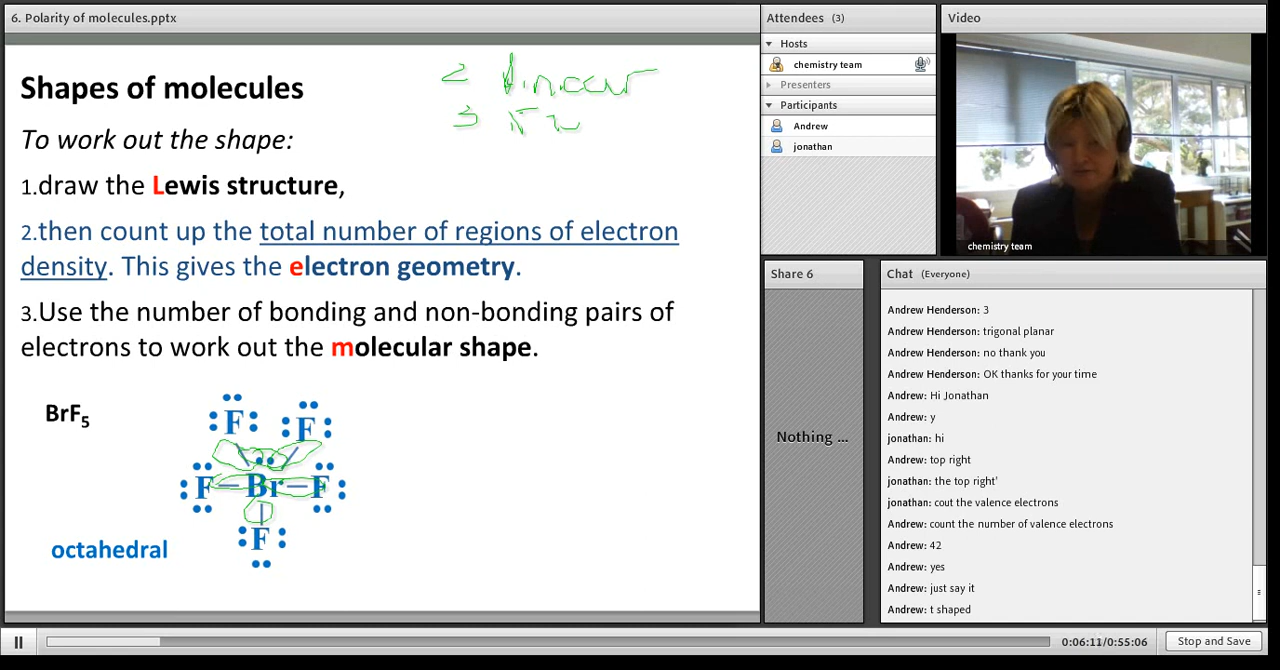 6. Polarity of molecules.pptx
Shapes of molecules
2 linear
3
To work out the shape:
1.draw the Lewis structure,
2.then count up the total number of regions of electron
density. This gives the electron geometry.
3.Use the number of bonding and non-bonding pairs of
electrons to work out the molecular shape.
BrF5
F F
F Br F
F
octahedral
Attendees (3)
Hosts
chemistry team
Presenters
Participants
Andrew
jonathan
Video
chemistry team
Share 6
Nothing ...
Chat (Everyone)
Andrew Henderson: 3
Andrew Henderson: trigonal planar
Andrew Henderson: no thank you
Andrew Henderson: OK thanks for your time
Andrew: Hi Jonathan
Andrew: y
jonathan: hi
Andrew: top right
jonathan: the top right'
jonathan: cout the valence electrons
Andrew: count the number of valence electrons
Andrew: 42
Andrew: yes
Andrew: just say it
Andrew: t shaped
0:06:11/0:55:06
Stop and Save